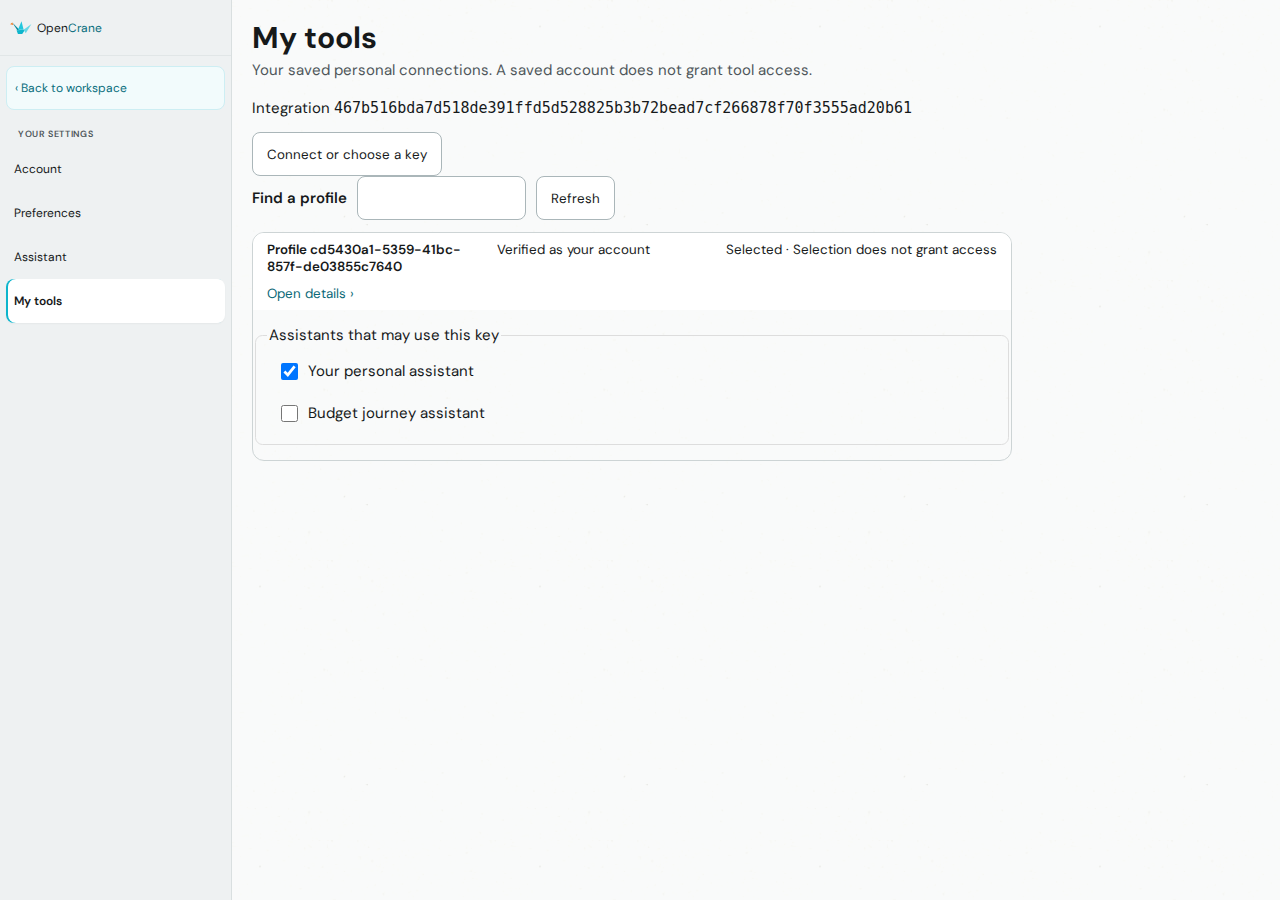 OpenCrane
‹ Back to workspace
YOUR SETTINGS
Account
Preferences
Assistant
My tools
My tools
Your saved personal connections. A saved account does not grant tool access.
Integration 467b516bda7d518de391ffd5d528825b3b72bead7cf266878f70f3555ad20b61
Connect or choose a key
Find a profile
Refresh
Profile cd5430a1-5359-41bc-
857f-de03855c7640
Verified as your account
Selected · Selection does not grant access
Open details ›
Assistants that may use this key
Your personal assistant
Budget journey assistant